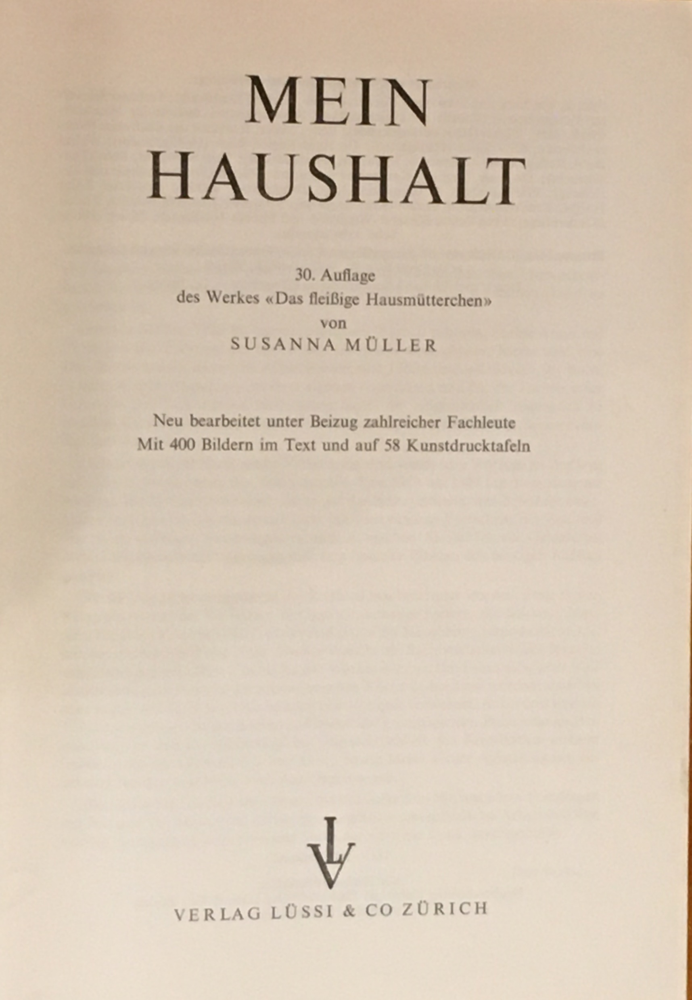 MEIN
HAUSHALT
30. Auflage
des Werkes «Das fleißige Hausmütterchen»
von
SUSANNA MÜLLER
Neu bearbeitet unter Beizug zahlreicher Fachleute
Mit 400 Bildern im Text und auf 58 Kunstdrucktafeln
VERLAG LÜSSI & CO ZÜRICH